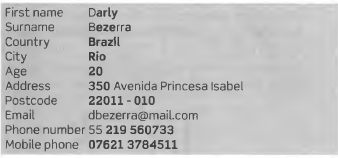 First name Darly
Surname Bezerra
Country Brazil
City Rio
Age 20
Address 350 Avenida Princesa Isabel
Postcode 22011 - 010
Email dbezerra@mail.com
Phone number 55 219 560733
Mobile phone 07621 3784511